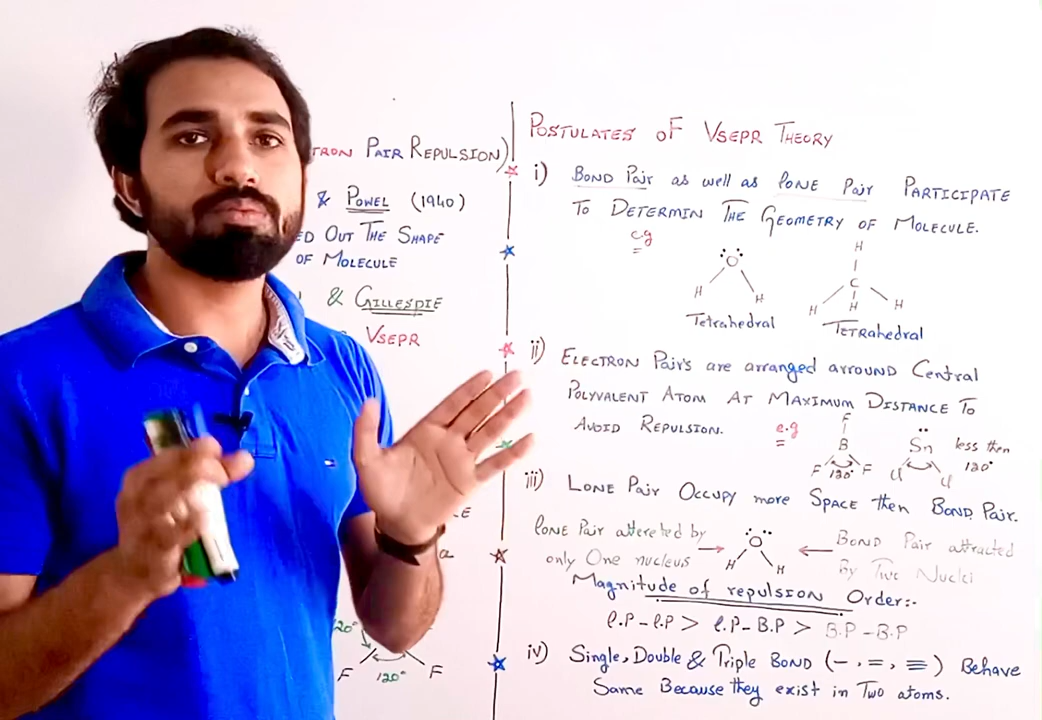 TRON PAIR REPULSION)
& POWEL (1940)
ED OUT THE SHAPE
OF MOLECULE
& GILLESPIE
VSEPR
LE
a
120°
F 120° F
POSTULATES OF VSEPR THEORY
i) BOND PAIR as well as LONE PAIR PARTICIPATE
TO DETERMIN THE GEOMETRY OF MOLECULE.
e.g
O
H H
Tetrahedral
H
C
H H H
TETRAhedral
ii) ELECTRON PAIR'S are arranged arround Central
POLYVALENT ATOM AT MAXIMUM DISTANCE TO
AVOID REPULSION. e.g
F
B
F 120° F
Sn less then
Cl Cl 120°
iii) LONE PAIR OCCUPY more SPACE then BOND PAIR.
LONE PAIR attereted by
only One nucleus
O
H H
BOND PAIR attracted
By Two Nucli
Magnitude of repulsion Order:-
l.P - l.P > l.P - B.P > B.P - B.P
iv) Single, Double & Triple BOND (-, =, ≡) Behave
Same Because they exist in Two atoms.